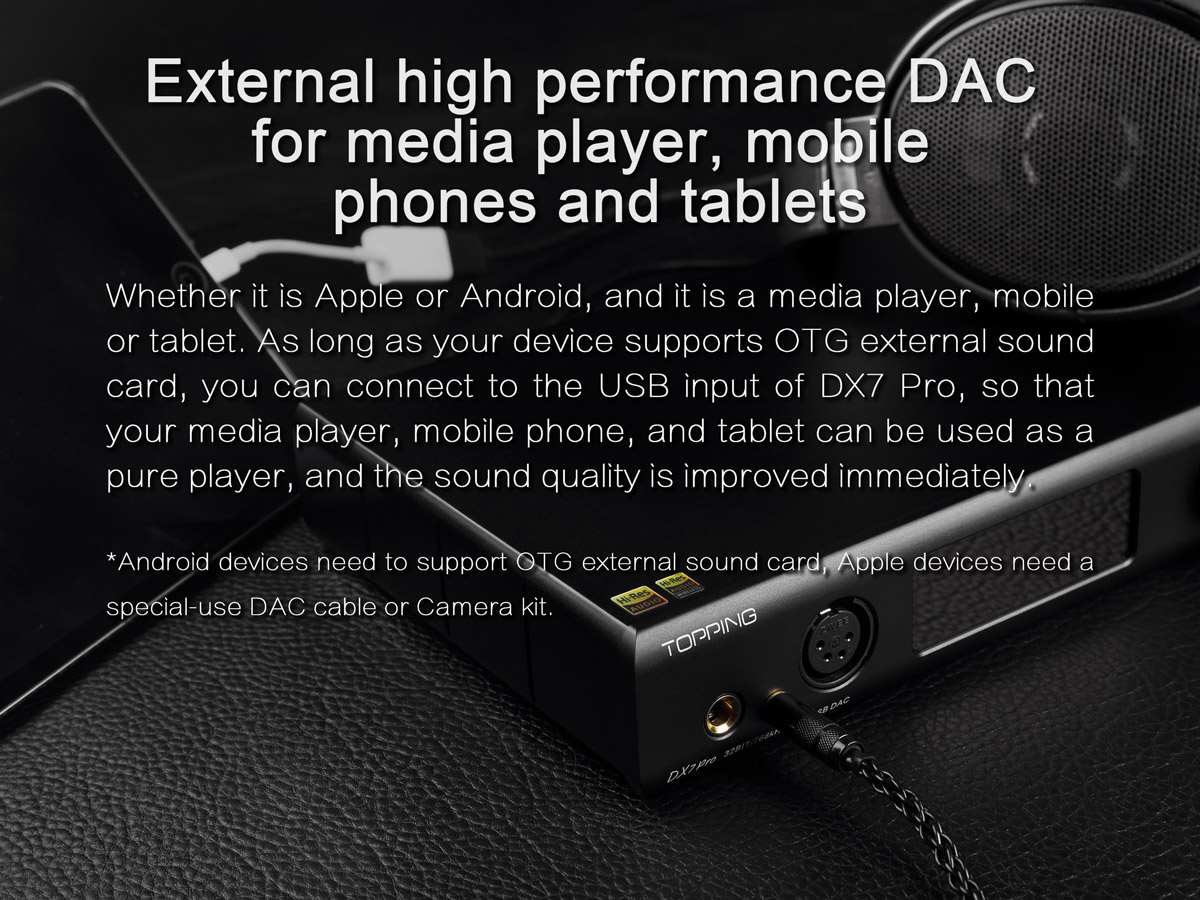 External high performance DAC
for media player, mobile
phones and tablets
Whether it is Apple or Android, and it is a media player, mobile
or tablet. As long as your device supports OTG external sound
card, you can connect to the USB input of DX7 Pro, so that
your media player, mobile phone, and tablet can be used as a
pure player, and the sound quality is improved immediately.
*Android devices need to support OTG external sound card, Apple devices need a
special-use DAC cable or Camera kit.
Hi-Res Hi-Res
AUDIO AUDIO
WIRELESS
TOPPING
DX7 Pro 32BIT/768k SB DAC